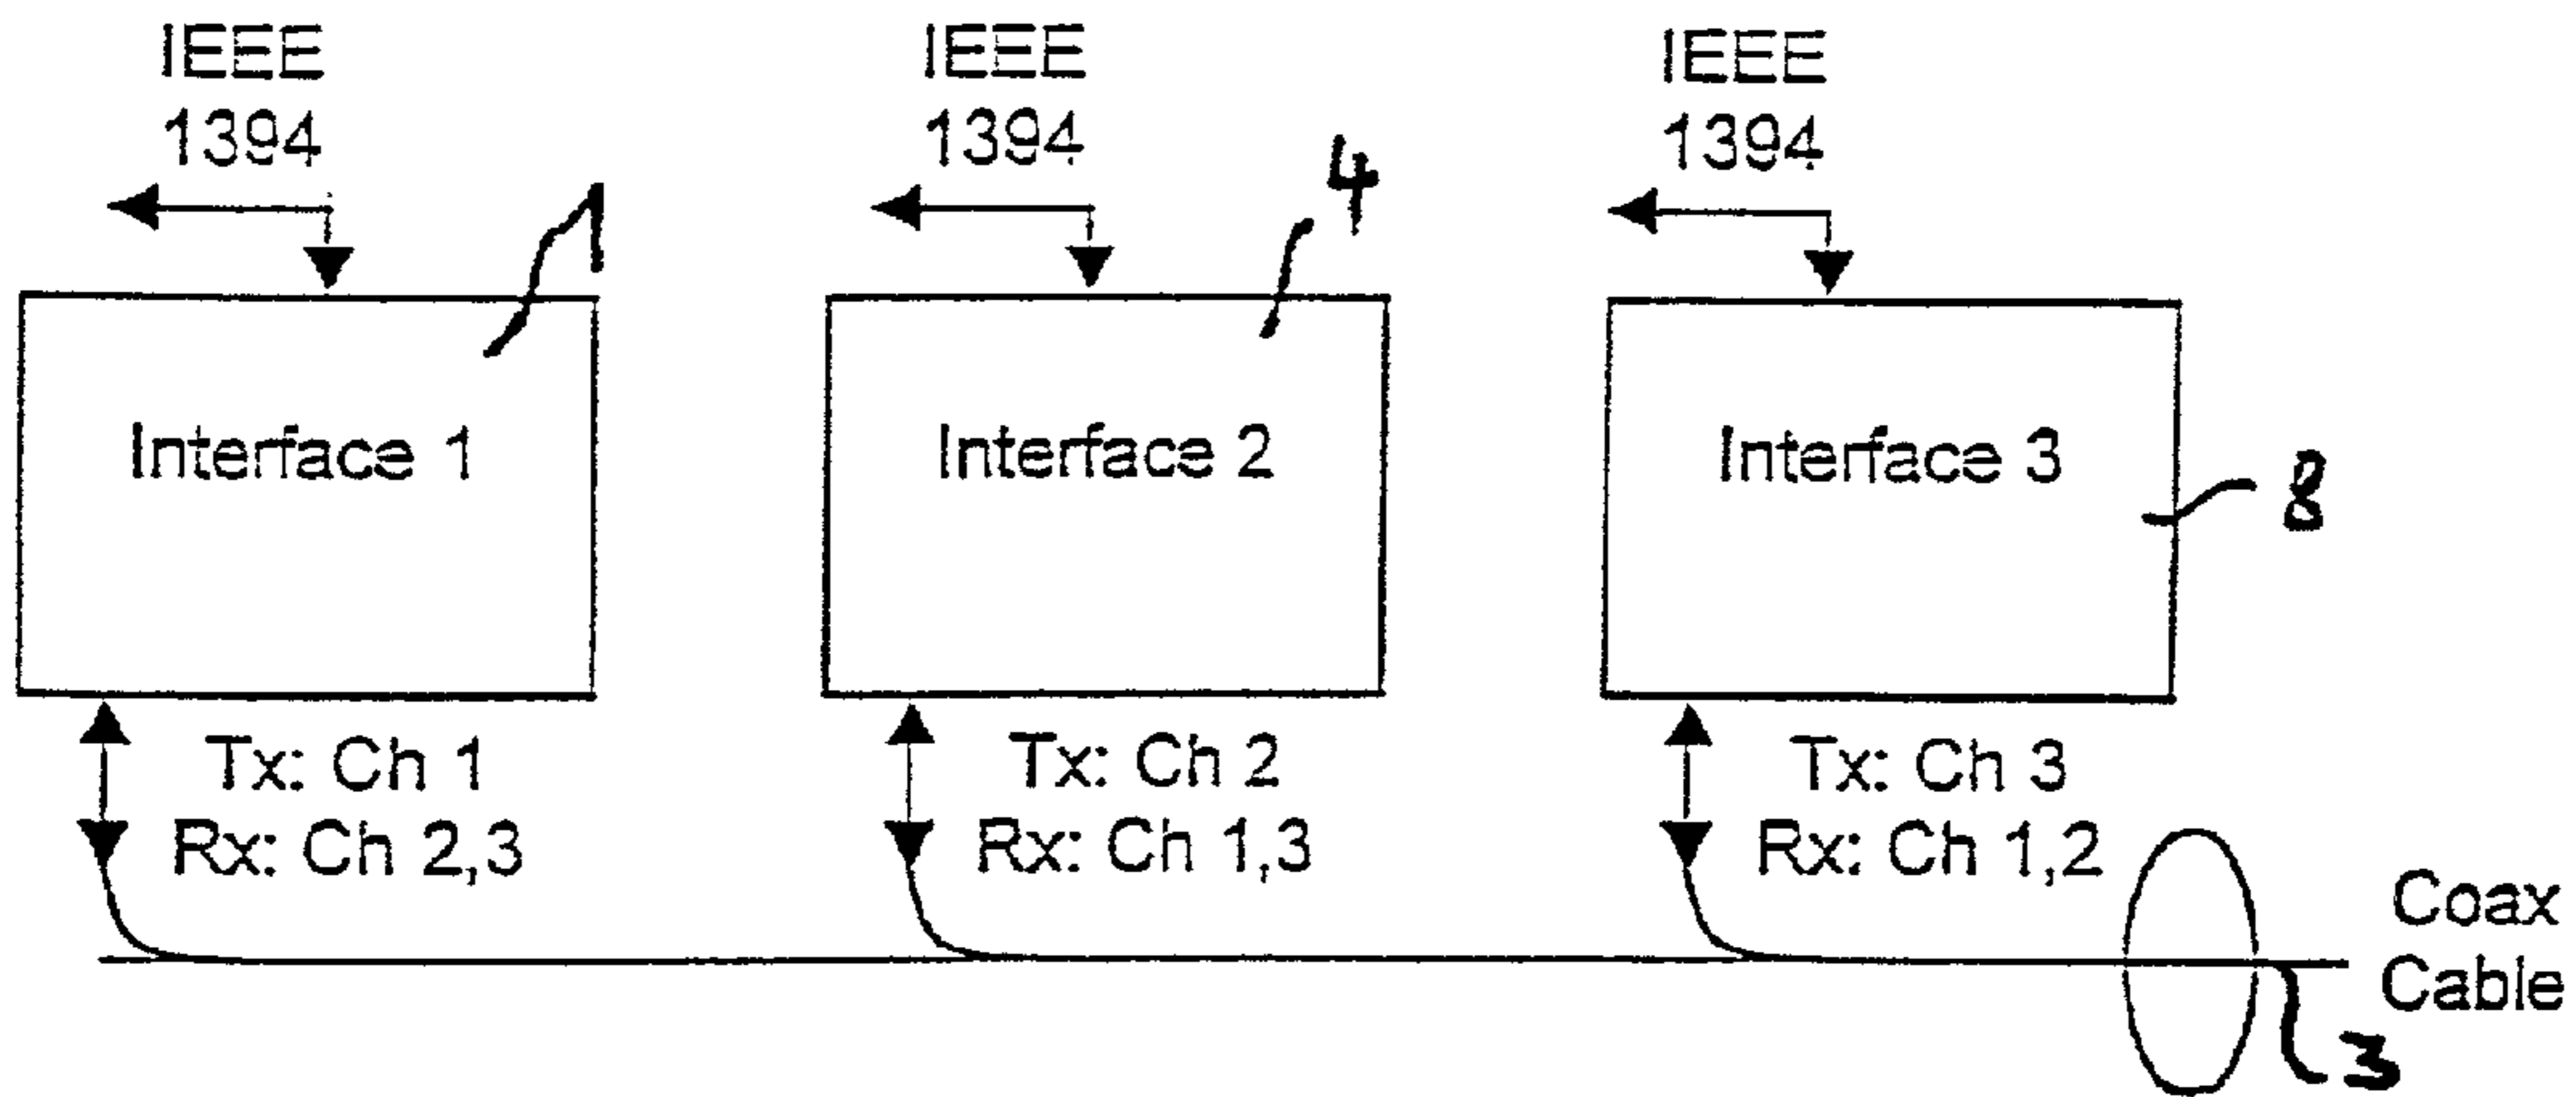 IEEE
1394
1
Interface 1
Tx: Ch 1
Rx: Ch 2,3
IEEE
1394
4
Interface 2
Tx: Ch 2
Rx: Ch 1,3
IEEE
1394
Interface 3
8
Tx: Ch 3
Rx: Ch 1,2
Coax
Cable
3